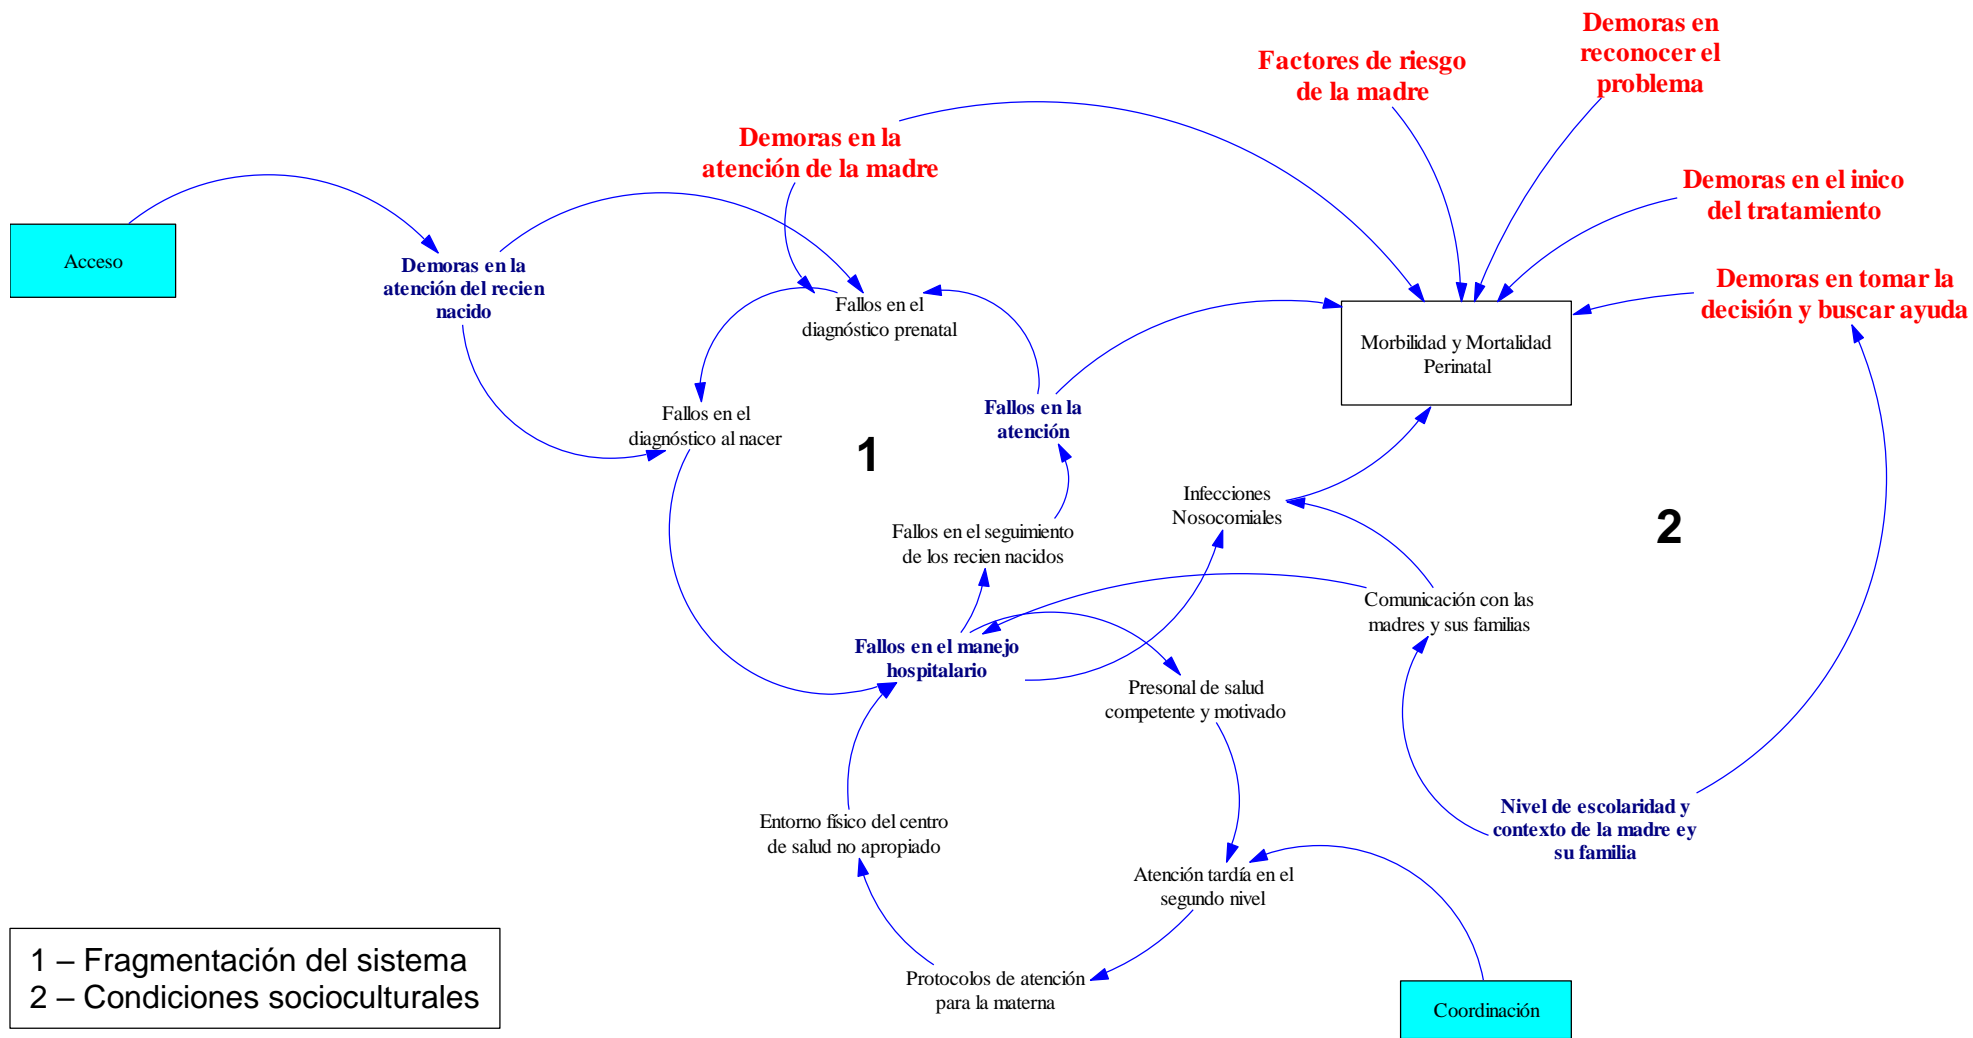 Demoras en
reconocer el
problema
Factores de riesgo
de la madre
Demoras en la
atención de la madre
Demoras en el inico
del tratamiento
Acceso
Demoras en la
atención del recien
nacido
Demoras en tomar la
decisión y buscar ayuda
Fallos en el
diagnóstico prenatal
Morbilidad y Mortalidad
Perinatal
Fallos en el
diagnóstico al nacer
1
Fallos en la
atención
Infecciones
Nosocomiales
2
Fallos en el seguimiento
de los recien nacidos
Comunicación con las
madres y sus familias
Fallos en el manejo
hospitalario
Presonal de salud
competente y motivado
Entorno físico del centro
de salud no apropiado
Nivel de escolaridad y
contexto de la madre ey
su familia
Atención tardía en el
segundo nivel
Protocolos de atención
para la materna
Coordinación
1 – Fragmentación del sistema
2 – Condiciones socioculturales